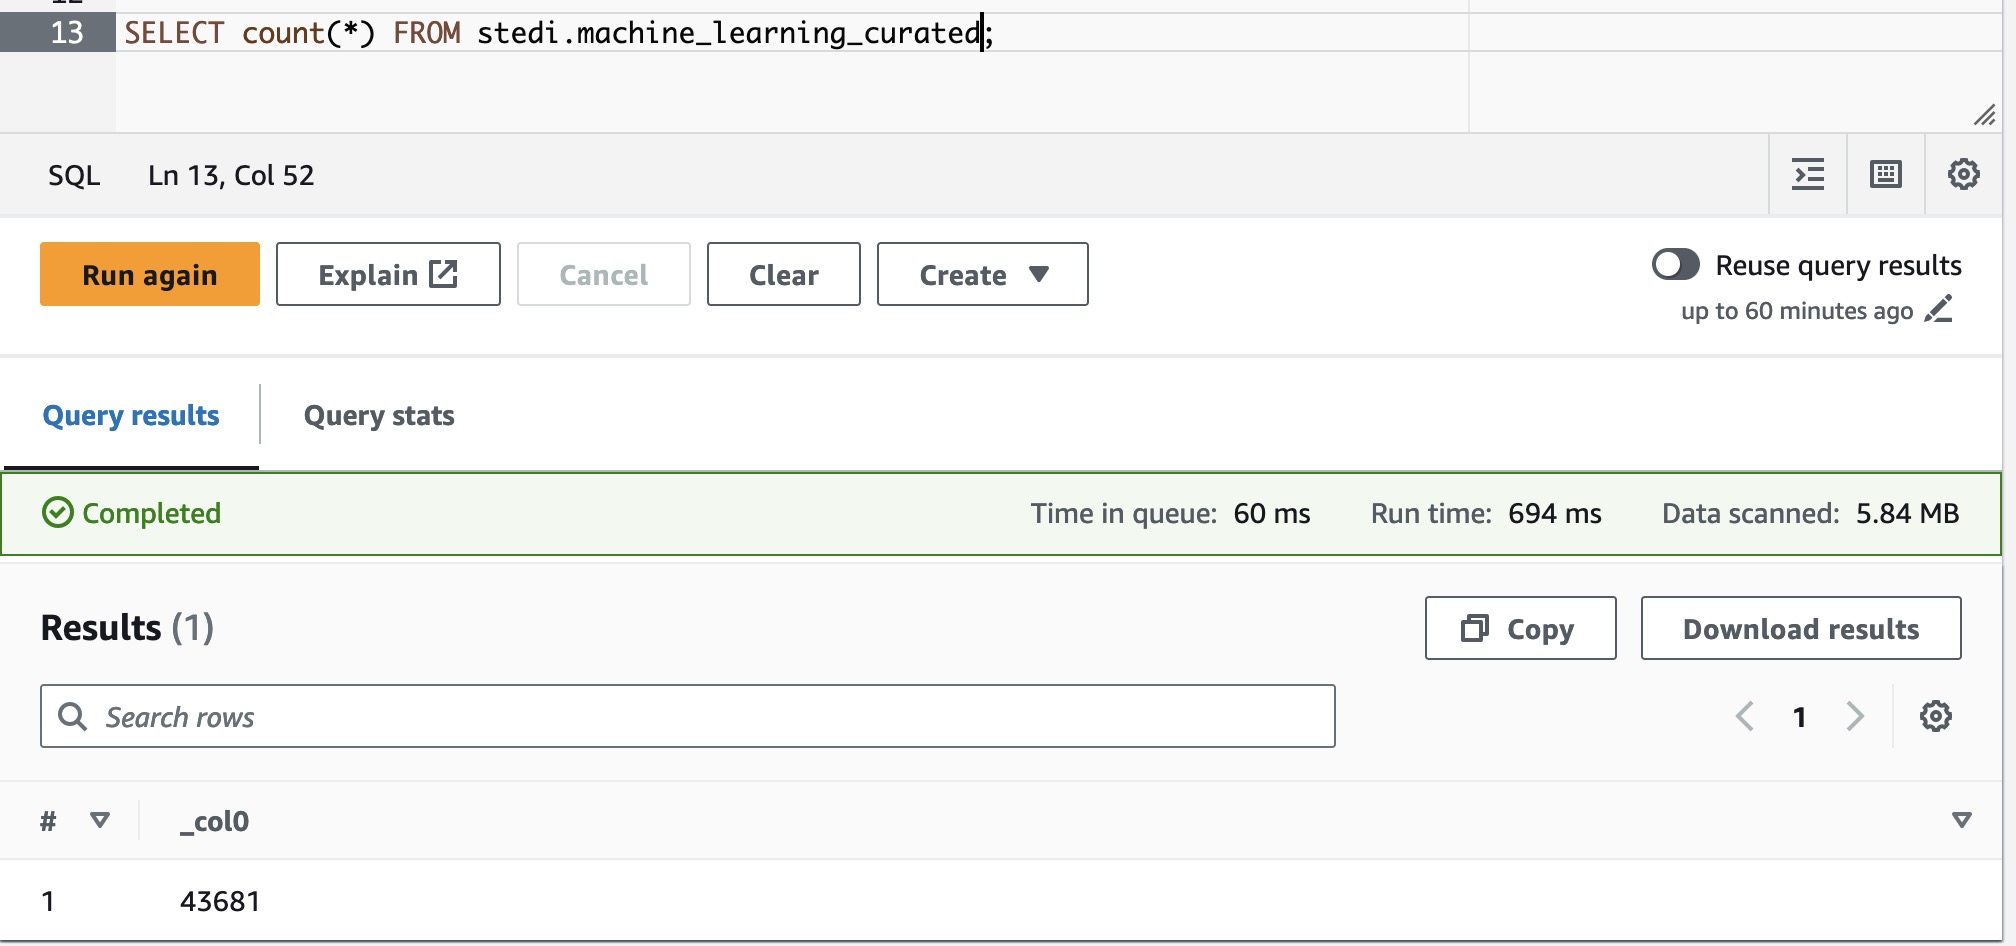 12
13 SELECT count(*) FROM stedi.machine_learning_curated;
SQL Ln 13, Col 52
Run again Explain Cancel Clear Create Reuse query results
up to 60 minutes ago
Query results Query stats
Completed Time in queue: 60 ms Run time: 694 ms Data scanned: 5.84 MB
Results (1) Copy Download results
Search rows 1
# _col0
1 43681